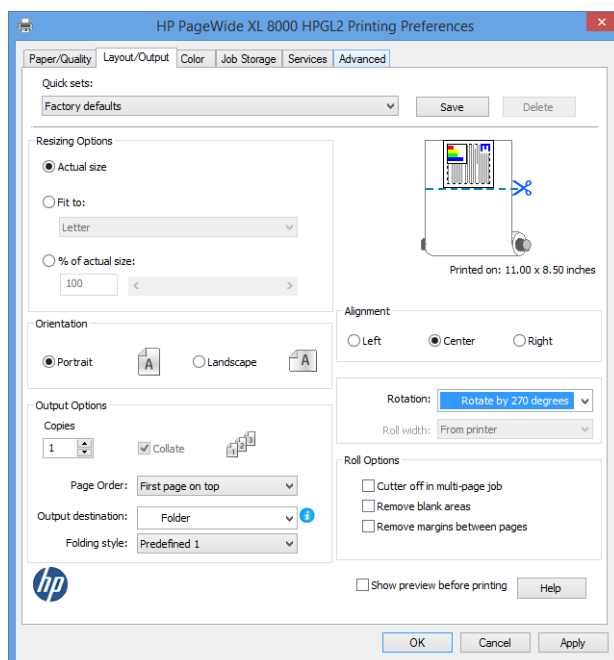 HP PageWide XL 8000 HPGL2 Printing Preferences
Paper/Quality Layout/Output Color Job Storage Services Advanced
Quick sets:
Factory defaults Save Delete
Resizing Options
Actual size
Fit to:
Letter
% of actual size:
100
E
Printed on: 11.00 x 8.50 inches
Orientation
Portrait A Landscape A
Alignment
Left Center Right
Rotation: Rotate by 270 degrees
Roll width: From printer
Output Options
Copies
1 Collate 1 2 3
Page Order: First page on top
Output destination: Folder i
Folding style: Predefined 1
Roll Options
Cutter off in multi-page job
Remove blank areas
Remove margins between pages
hp
Show preview before printing Help
OK Cancel Apply